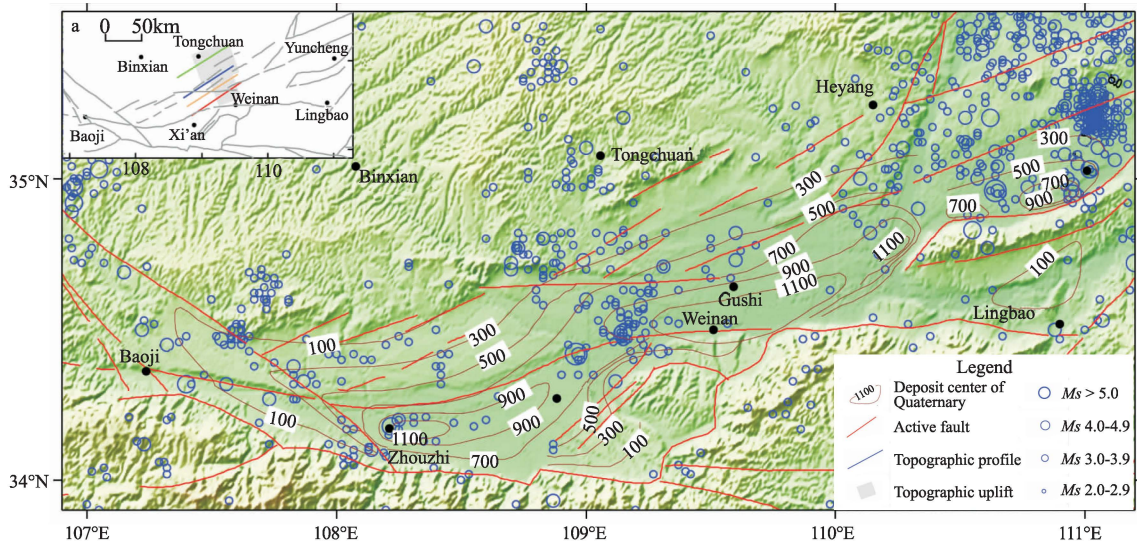 a
0 50km
Tongchuan
Binxian
Yuncheng
Weinan
Lingbao
Baoji
Xi'an
108
110
Heyang
60
300
Tongchuan
500
Binxian
35°N
300
700
900
700
500
1100
700
100
900
1100
Gushi
Lingbao
Weinan
300
100
500
Baoji
900
100
900
500
300
1100
100
Zhouzhi
700
34°N
Legend
1100
Deposit center of
Quaternary
Ms > 5.0
Active fault
Ms 4.0-4.9
Topographic profile
Ms 3.0-3.9
Topographic uplift
Ms 2.0-2.9
107°E
108°E
109°E
110°E
111°E